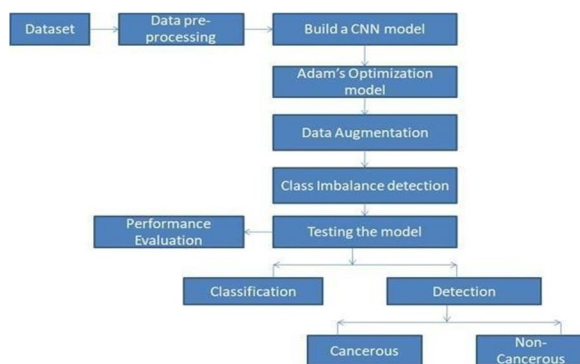 Dataset
Data pre-
processing
Build a CNN model
Adam's Optimization
model
Data Augmentation
Class Imbalance detection
Performance
Evaluation
Testing the model
Classification
Detection
Cancerous
Non-
Cancerous